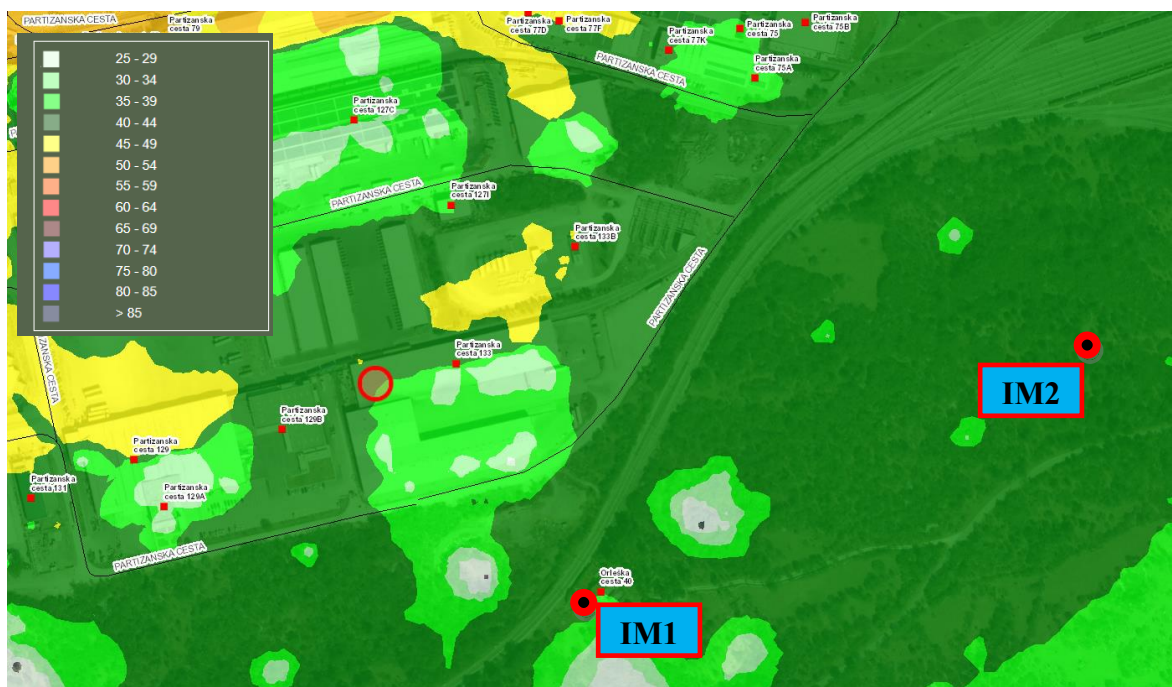 PARTIZANSKA CESTA
Partizanska
cesta 79
Partizanska
cesta 77D
Partizanska
cesta 77F
Partizanska
cesta 75
Partizanska
cesta 75B
Partizanska
cesta 77K
Partizanska
cesta 75A
PARTIZANSKA CESTA
25 - 29
30 - 34
35 - 39
40 - 44
45 - 49
50 - 54
55 - 59
60 - 64
65 - 69
70 - 74
75 - 80
80 - 85
> 85
Partizanska
cesta 127C
PARTIZANSKA CESTA
Partizanska
cesta 127I
Partizanska
cesta 133B
PARTIZANSKA CESTA
PARTIZANSKA CESTA
Partizanska
cesta 133
IM2
Partizanska
cesta 129B
Partizanska
cesta 129
Partizanska
cesta 131
Partizanska
cesta 129A
PARTIZANSKA CESTA
Orleška
cesta 40
IM1